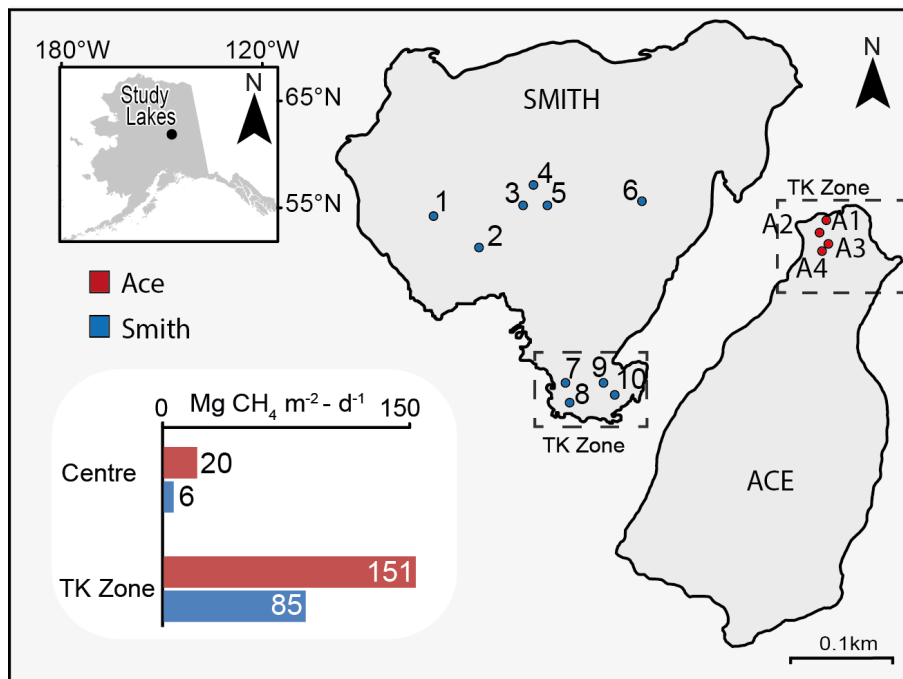 180°W
120°W
N
65°N
Study
Lakes
55°N
SMITH
N
1
2
3
4
5
6
TK Zone
A2
A1
A3
A4
Ace
Smith
7
9
8
10
TK Zone
ACE
0
Mg CH₄ m⁻² - d⁻¹
150
Centre
20
6
TK Zone
151
85
0.1km